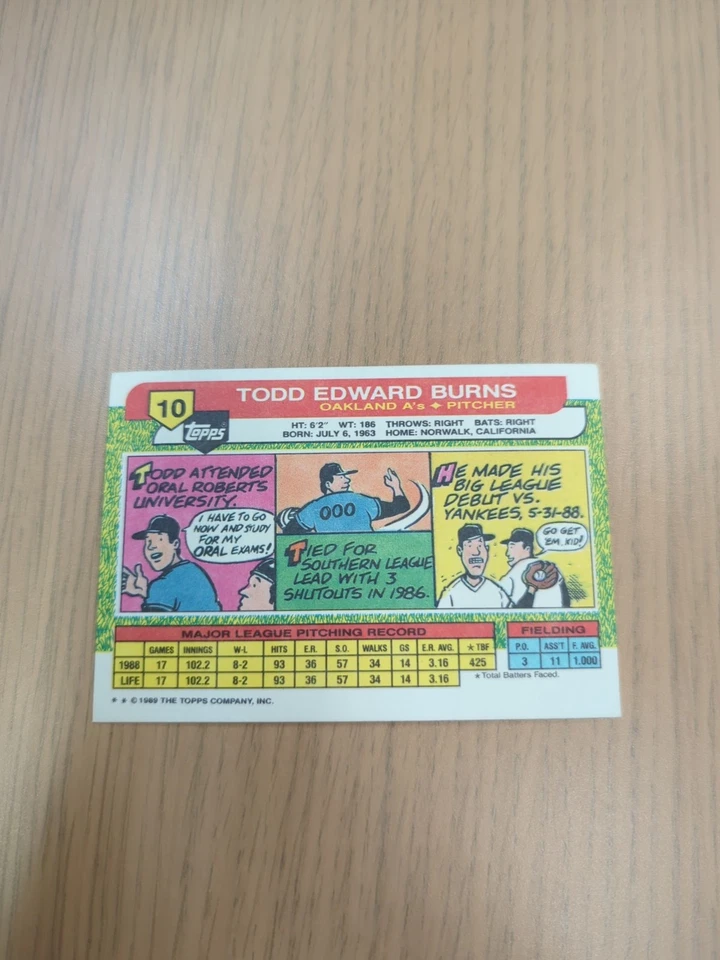 10
TODD EDWARD BURNS
OAKLAND A's ✦ PITCHER
Topps
HT: 6'2" WT: 186 THROWS: RIGHT BATS: RIGHT
BORN: JULY 6, 1963 HOME: NORWALK, CALIFORNIA
TODD ATTENDED
ORAL ROBERTS
UNIVERSITY.
I HAVE TO GO
NOW AND STUDY
FOR MY
ORAL EXAMS!
000
TIED FOR
SOUTHERN LEAGUE
LEAD WITH 3
SHUTOUTS IN 1986.
HE MADE HIS
BIG LEAGUE
DEBUT VS.
YANKEES, 5-31-88.
GO GET
'EM, KID!
MAJOR LEAGUE PITCHING RECORD
GAMES INNINGS W-L HITS E.R. S.O. WALKS GS E.R. AVG. ★ TBF
1988 17 102.2 8-2 93 36 57 34 14 3.16 425
LIFE 17 102.2 8-2 93 36 57 34 14 3.16
FIELDING
P.O. ASS'T F. AVG.
3 11 1.000
★ Total Batters Faced.
★ ★ © 1989 THE TOPPS COMPANY, INC.